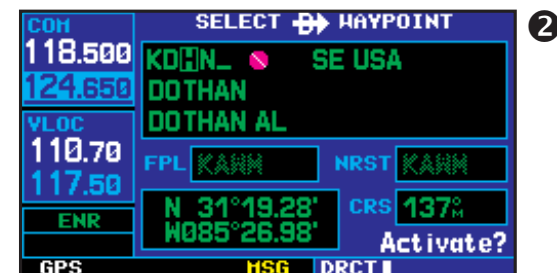 SELECT D WAYPOINT
❷
COM
118.500
124.650
KDHN_ SE USA
DOTHAN
DOTHAN AL
VLOC
110.70
117.50
FPL KAWM NRST KAWM
ENR
N 31°19.28'
W085°26.98'
CRS 137°M
Activate?
GPS MSG DRCT